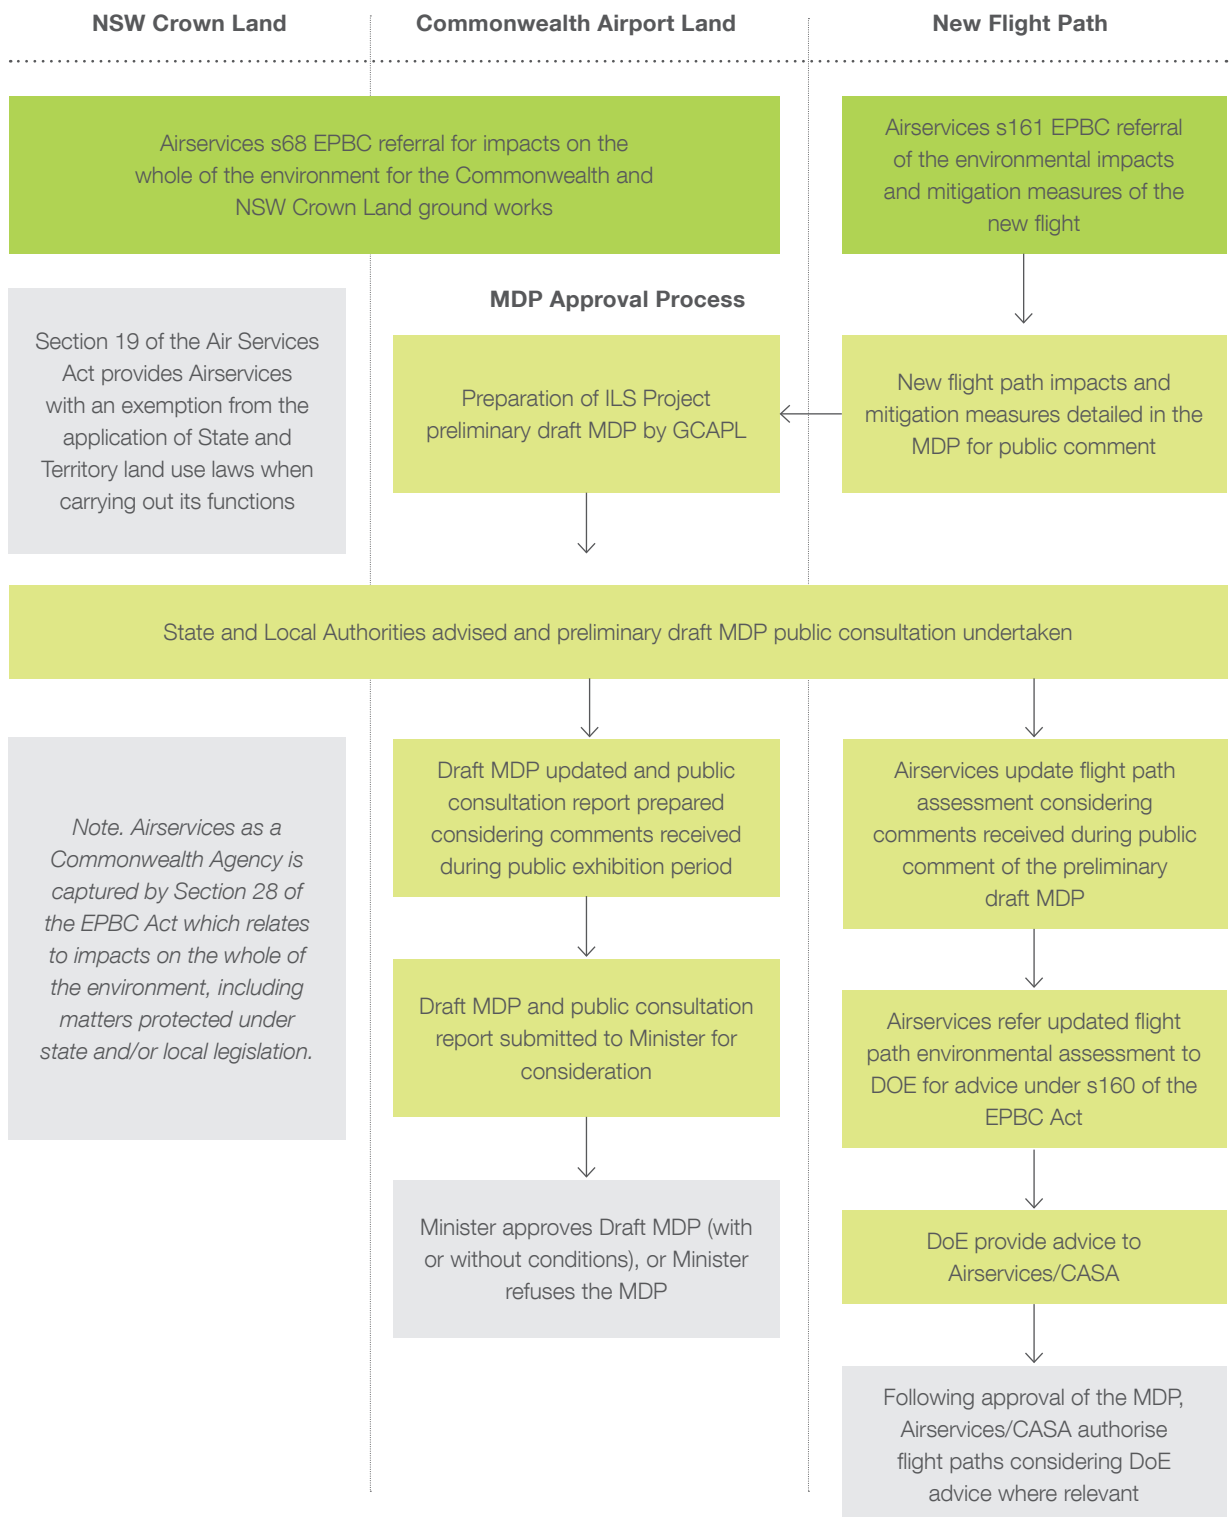 NSW Crown Land
Commonwealth Airport Land
New Flight Path
Airservices s68 EPBC referral for impacts on the
whole of the environment for the Commonwealth and
NSW Crown Land ground works
Airservices s161 EPBC referral
of the environmental impacts
and mitigation measures of the
new flight
Section 19 of the Air Services
Act provides Airservices
with an exemption from the
application of State and
Territory land use laws when
carrying out its functions
MDP Approval Process
Preparation of ILS Project
preliminary draft MDP by GCAPL
New flight path impacts and
mitigation measures detailed in the
MDP for public comment
State and Local Authorities advised and preliminary draft MDP public consultation undertaken
Note. Airservices as a
Commonwealth Agency is
captured by Section 28 of
the EPBC Act which relates
to impacts on the whole of
the environment, including
matters protected under
state and/or local legislation.
Draft MDP updated and public
consultation report prepared
considering comments received
during public exhibition period
Draft MDP and public consultation
report submitted to Minister for
consideration
Minister approves Draft MDP (with
or without conditions), or Minister
refuses the MDP
Airservices update flight path
assessment considering
comments received during public
comment of the preliminary
draft MDP
Airservices refer updated flight
path environmental assessment to
DOE for advice under s160 of the
EPBC Act
DoE provide advice to
Airservices/CASA
Following approval of the MDP,
Airservices/CASA authorise
flight paths considering DoE
advice where relevant